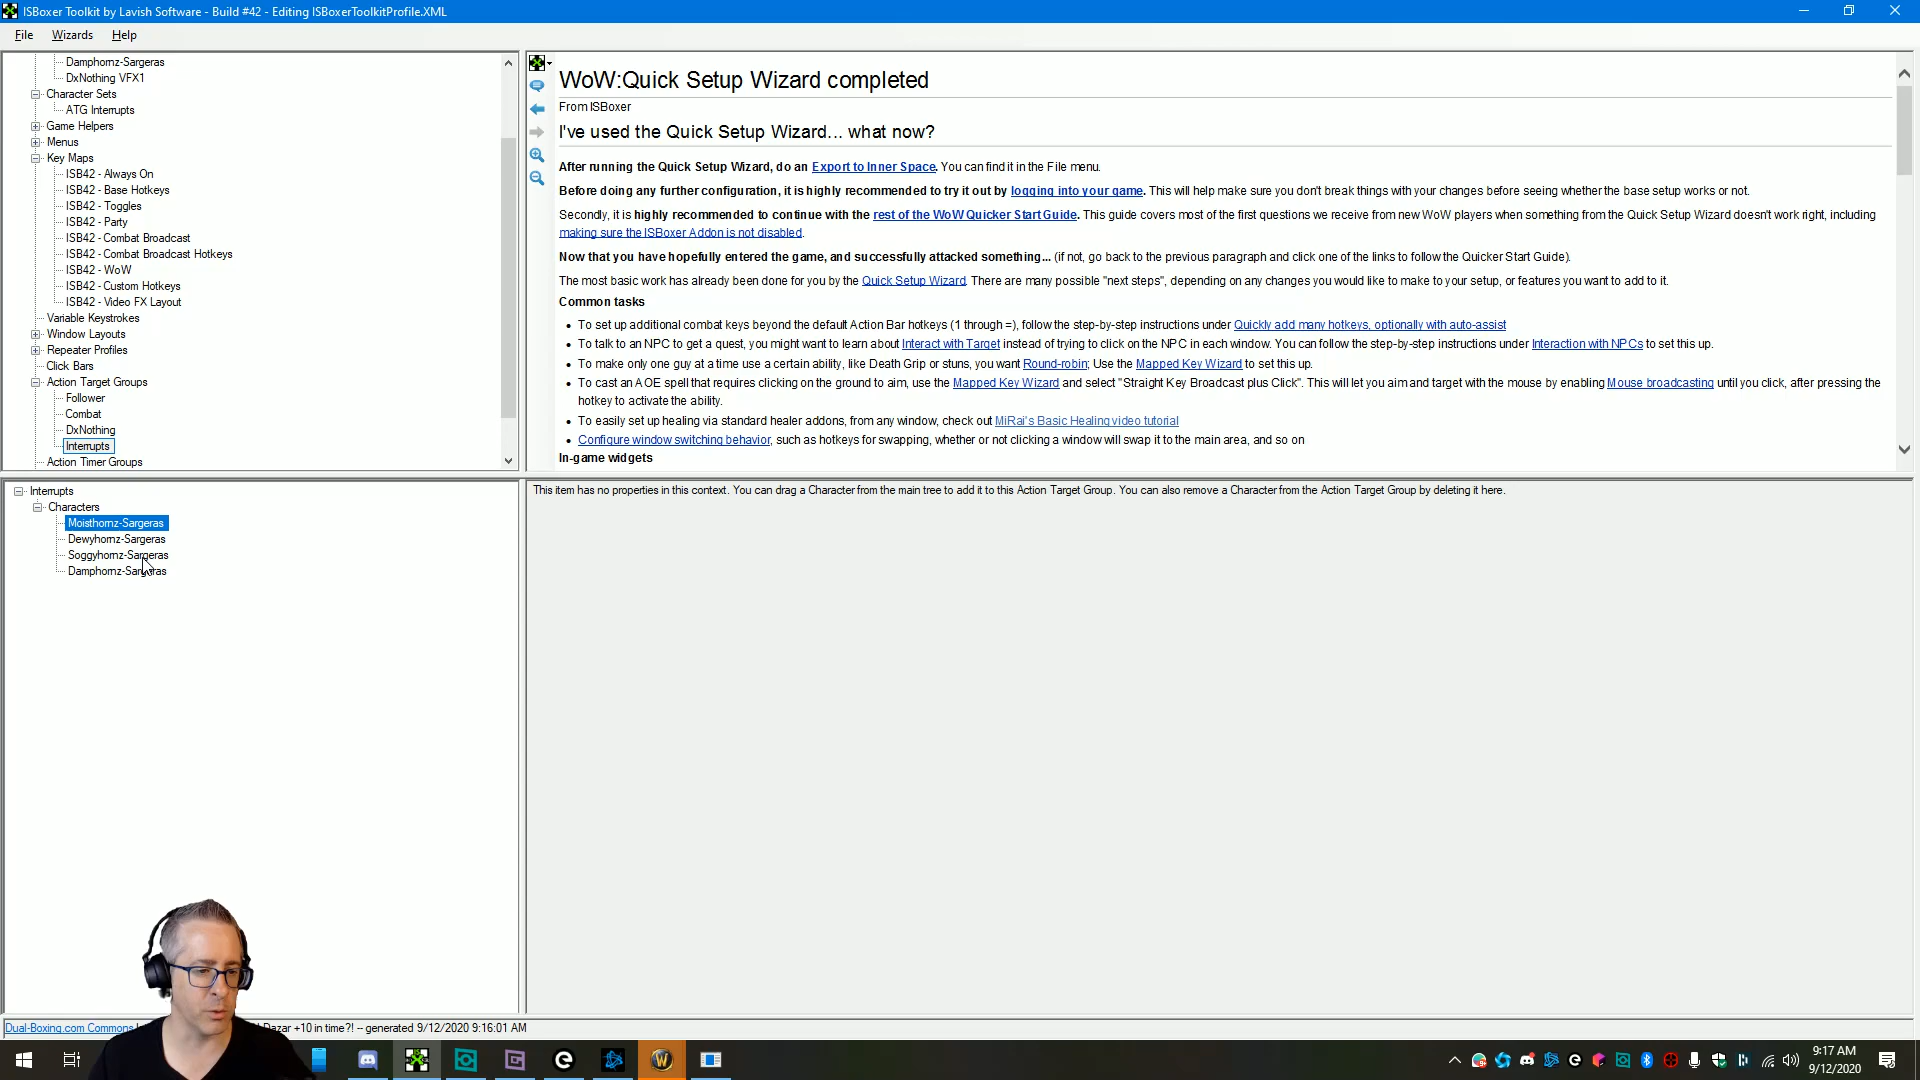 ISBoxer Toolkit by Lavish Software - Build #42 - Editing ISBoxerToolkitProfile.XML
File Wizards Help
Damphornz-Sargeras
DxNothing VFX1
Character Sets
ATG Interrupts
Game Helpers
Menus
Key Maps
ISB42 - Always On
ISB42 - Base Hotkeys
ISB42 - Toggles
ISB42 - Party
ISB42 - Combat Broadcast
ISB42 - Combat Broadcast Hotkeys
ISB42 - WoW
ISB42 - Custom Hotkeys
ISB42 - Video FX Layout
Variable Keystrokes
Window Layouts
Repeater Profiles
Click Bars
Action Target Groups
Follower
Combat
DxNothing
Interrupts
Action Timer Groups
WoW:Quick Setup Wizard completed
From ISBoxer
I've used the Quick Setup Wizard... what now?
After running the Quick Setup Wizard, do an Export to Inner Space. You can find it in the File menu.
Before doing any further configuration, it is highly recommended to try it out by logging into your game. This will help make sure you don't break things with your changes before seeing whether the base setup works or not.
Secondly, it is highly recommended to continue with the rest of the WoW Quicker Start Guide. This guide covers most of the first questions we receive from new WoW players when something from the Quick Setup Wizard doesn't work right, including
making sure the ISBoxer Addon is not disabled.
Now that you have hopefully entered the game, and successfully attacked something... (if not, go back to the previous paragraph and click one of the links to follow the Quicker Start Guide).
The most basic work has already been done for you by the Quick Setup Wizard. There are many possible "next steps", depending on any changes you would like to make to your setup, or features you want to add to it.
Common tasks
• To set up additional combat keys beyond the default Action Bar hotkeys (1 through =), follow the step-by-step instructions under Quickly add many hotkeys, optionally with auto-assist
• To talk to an NPC to get a quest, you might want to learn about Interact with Target instead of trying to click on the NPC in each window. You can follow the step-by-step instructions under Interaction with NPCs to set this up.
• To make only one guy at a time use a certain ability, like Death Grip or stuns, you want Round-robin; Use the Mapped Key Wizard to set this up.
• To cast an AOE spell that requires clicking on the ground to aim, use the Mapped Key Wizard and select "Straight Key Broadcast plus Click". This will let you aim and target with the mouse by enabling Mouse broadcasting until you click, after pressing the
hotkey to activate the ability.
• To easily set up healing via standard healer addons, from any window, check out MiRai's Basic Healing video tutorial
• Configure window switching behavior, such as hotkeys for swapping, whether or not clicking a window will swap it to the main area, and so on
In-game widgets
Interrupts
Characters
Moisthornz-Sargeras
Dewyhornz-Sargeras
Soggyhornz-Sargeras
Damphornz-Sargeras
This item has no properties in this context. You can drag a Character from the main tree to add it to this Action Target Group. You can also remove a Character from the Action Target Group by deleting it here.
Dual-Boxing.com Commons Dazar +10 in time?! -- generated 9/12/2020 9:16:01 AM
9:17 AM
9/12/2020